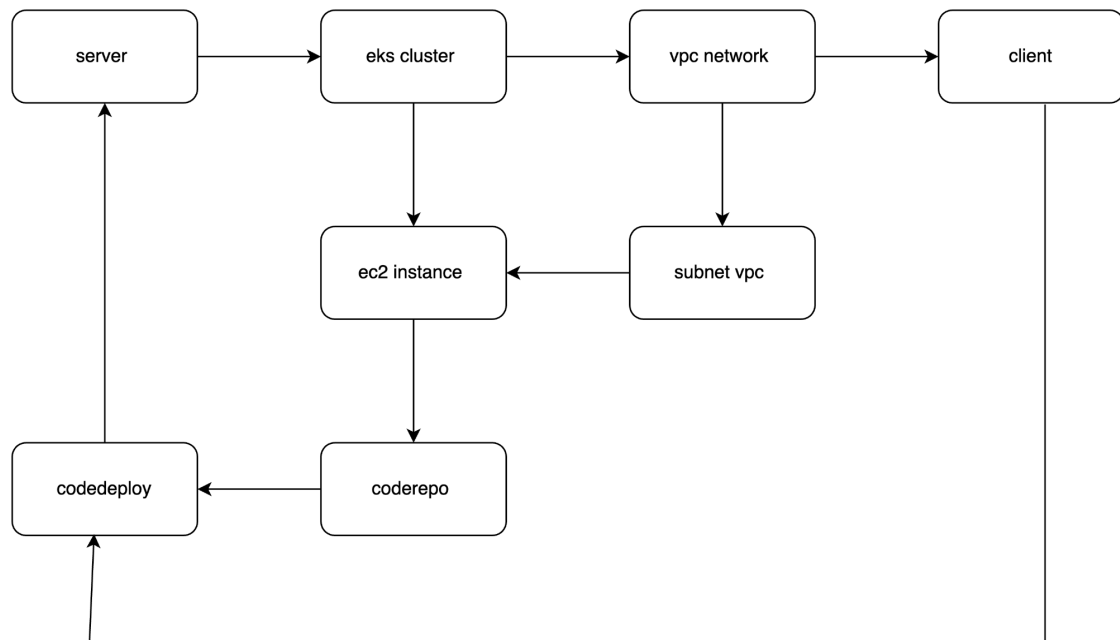 server
eks cluster
vpc network
client
ec2 instance
subnet vpc
codedeploy
coderepo